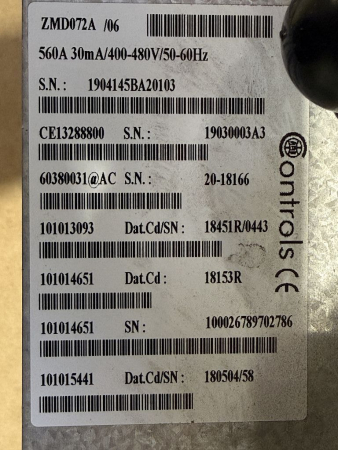 ZMD072A /06
560A 30mA/400-480V/50-60Hz
S.N.: 1904145BA20103
CE13288800 S.N.: 19030003A3
60380031@AC S.N.: 20-18166
101013093 Dat.Cd/SN: 18451R/0443
101014651 Dat.Cd: 18153R
101014651 SN: 100026789702786
101015441 Dat.Cd/SN: 180504/58
Controls CE